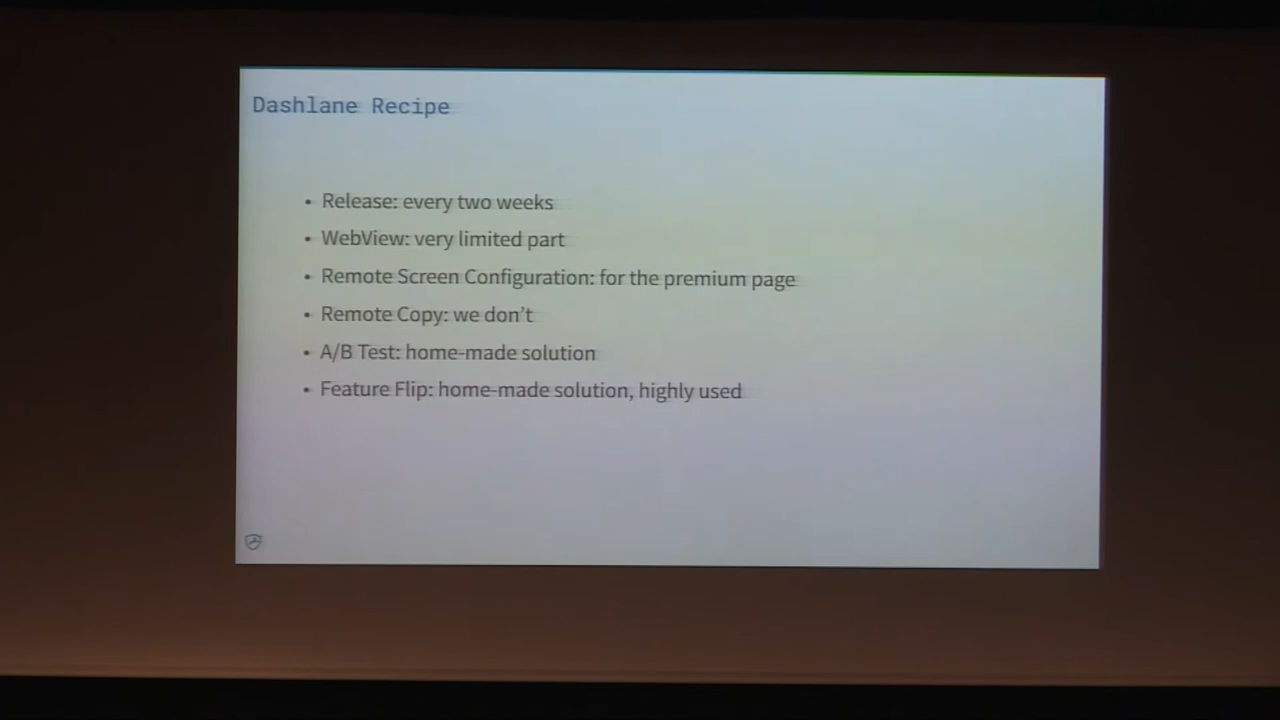 Dashlane Recipe
• Release: every two weeks
• WebView: very limited part
• Remote Screen Configuration: for the premium page
• Remote Copy: we don’t
• A/B Test: home-made solution
• Feature Flip: home-made solution, highly used